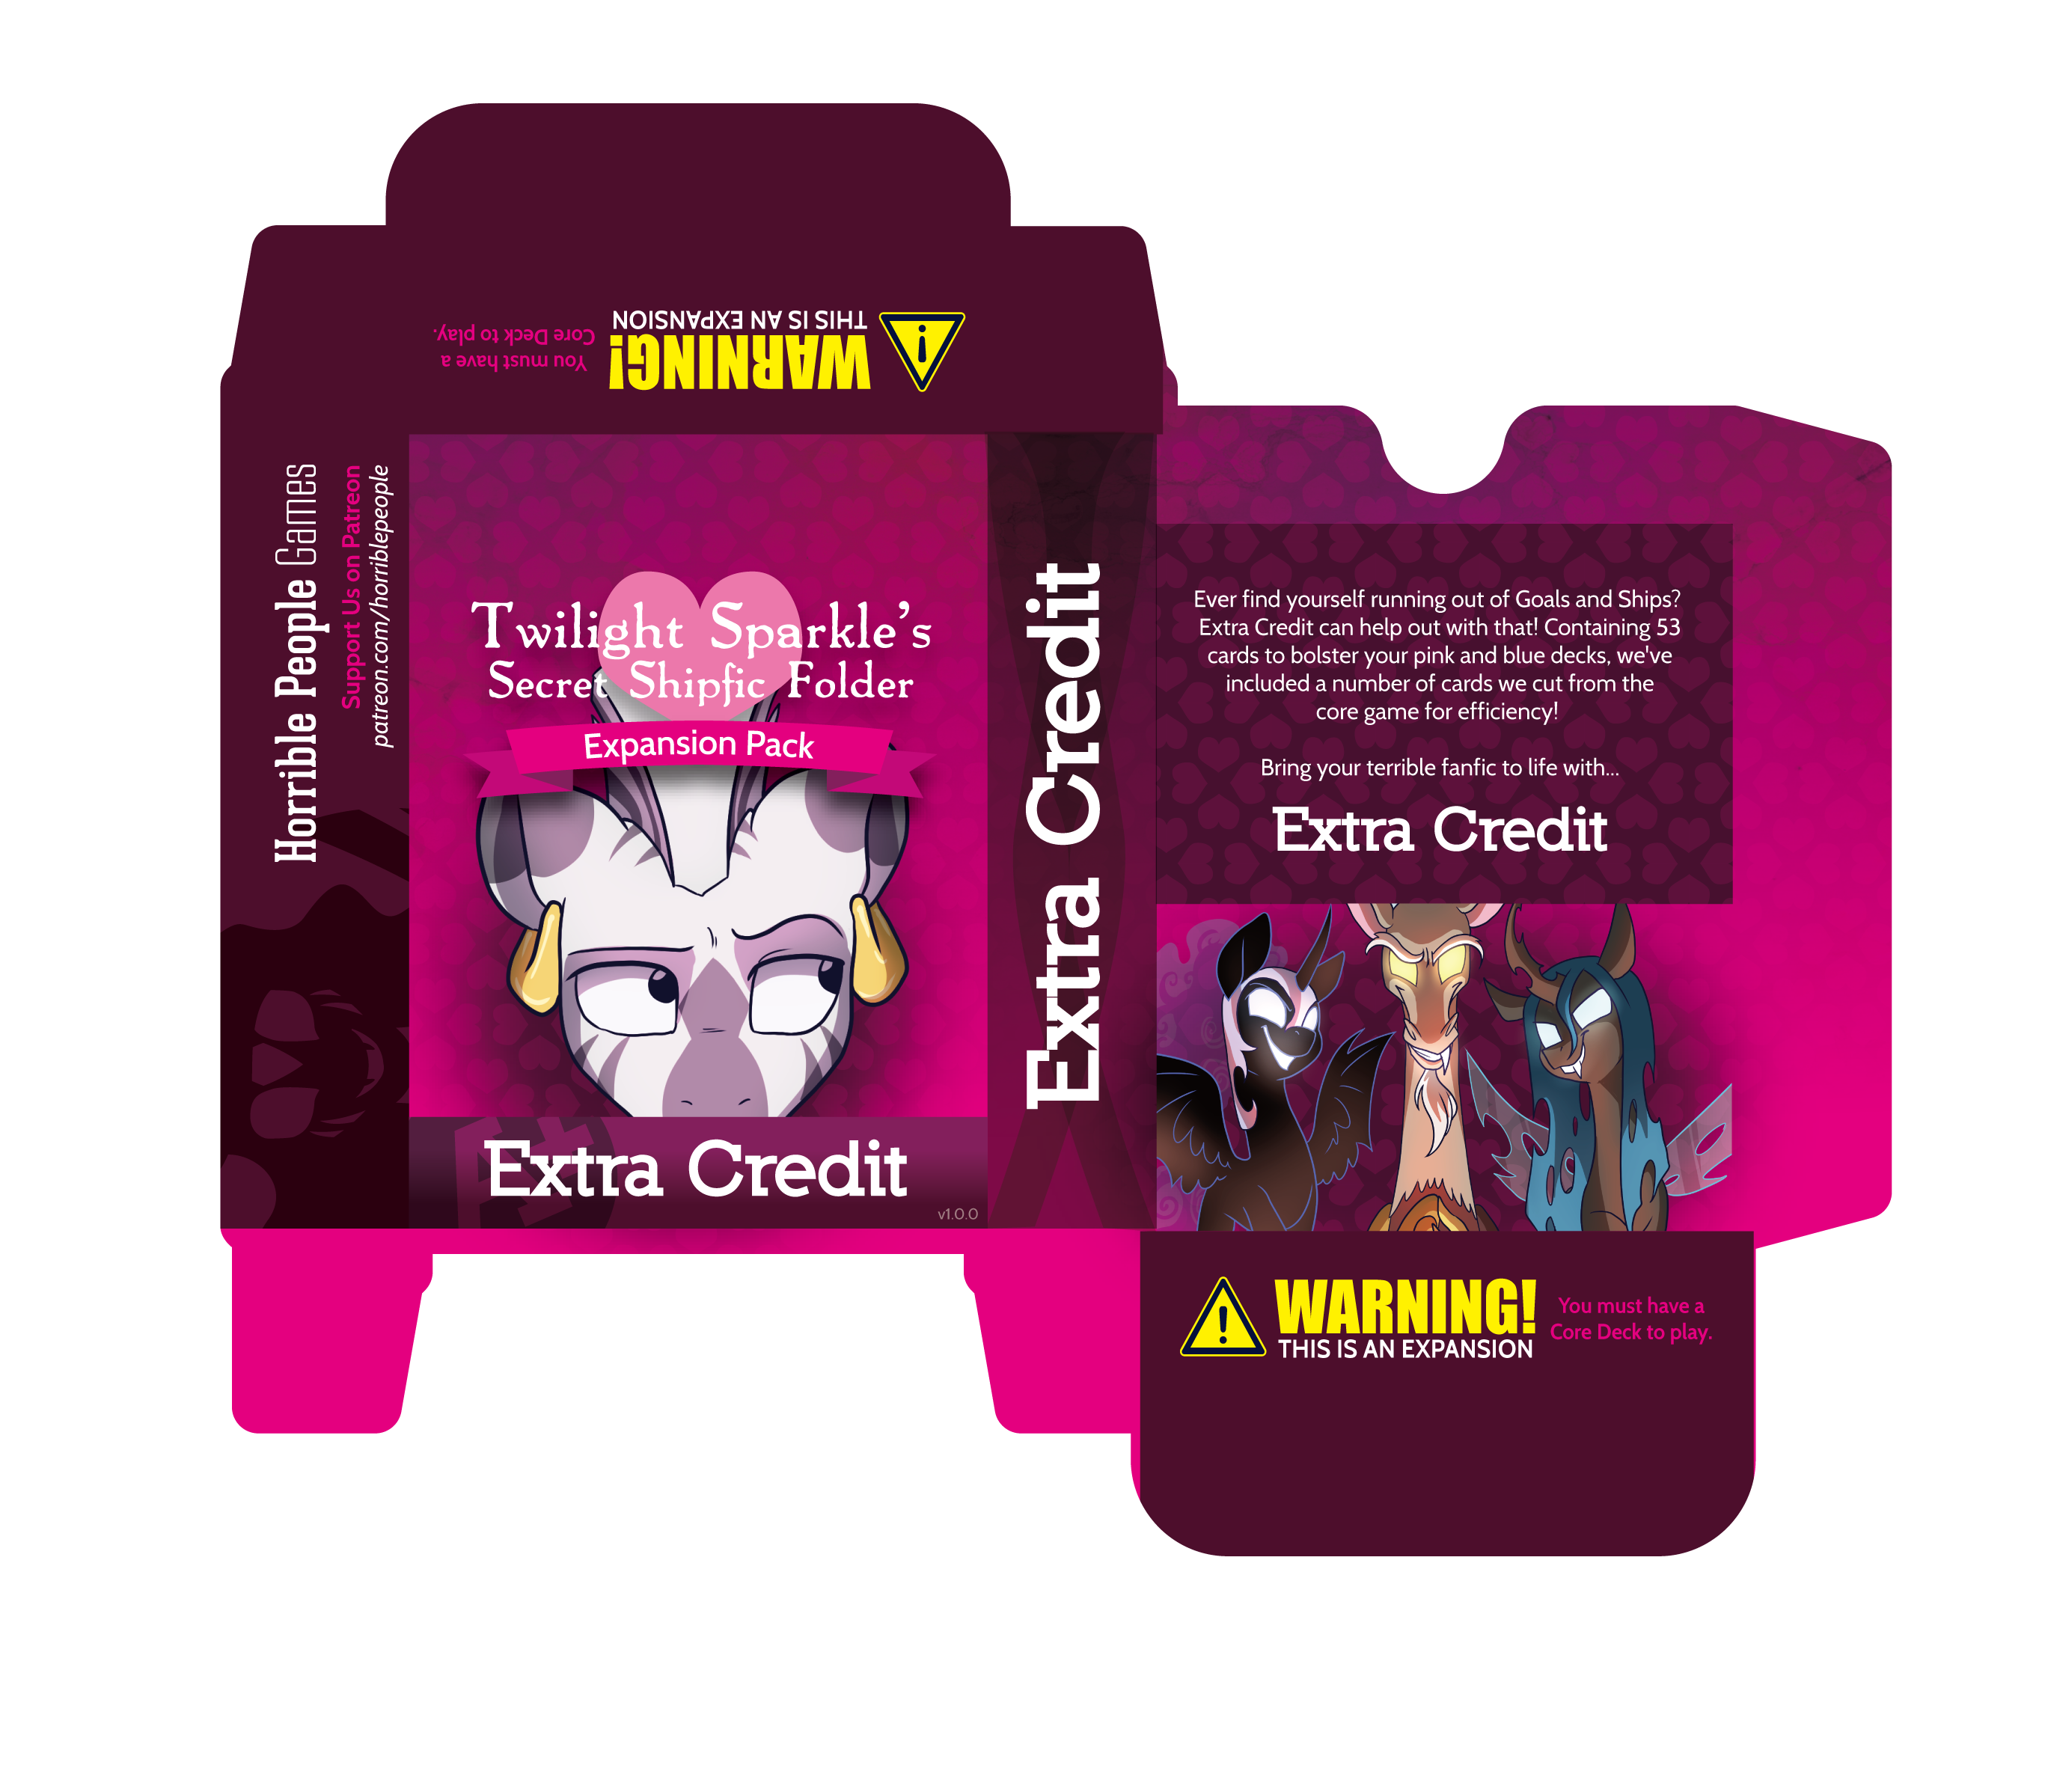 WARNING!
THIS IS AN EXPANSION
You must have a
Core Deck to play.
Horrible People Games
Support Us on Patreon
patreon.com/horriblepeople
Twilight Sparkle's
Secret Shipfic Folder
Expansion Pack
A+
Extra Credit
v1.0.0
Extra Credit
Ever find yourself running out of Goals and Ships?
Extra Credit can help out with that! Containing 53
cards to bolster your pink and blue decks, we've
included a number of cards we cut from the
core game for efficiency!
Bring your terrible fanfic to life with...
Extra Credit
WARNING!
THIS IS AN EXPANSION
You must have a
Core Deck to play.